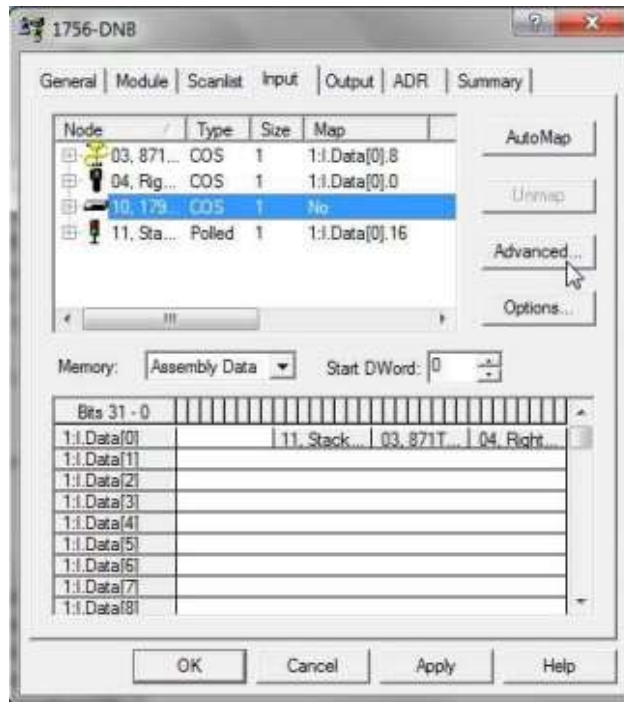 1756-DNB
General Module Scanlist Input Output ADR Summary
Node / Type Size Map
03, 871... COS 1 1:I.Data[0].8
04, Rig... COS 1 1:I.Data[0].0
10, 179... COS 1 No
11, Sta... Polled 1 1:I.Data[0].16
AutoMap
Unmap
Advanced...
Options...
Memory: Assembly Data Start DWord: 0
Bits 31 - 0
1:I.Data[0] 11, Stack... 03, 871T... 04, Right...
1:I.Data[1]
1:I.Data[2]
1:I.Data[3]
1:I.Data[4]
1:I.Data[5]
1:I.Data[6]
1:I.Data[7]
1:I.Data[8]
OK Cancel Apply Help